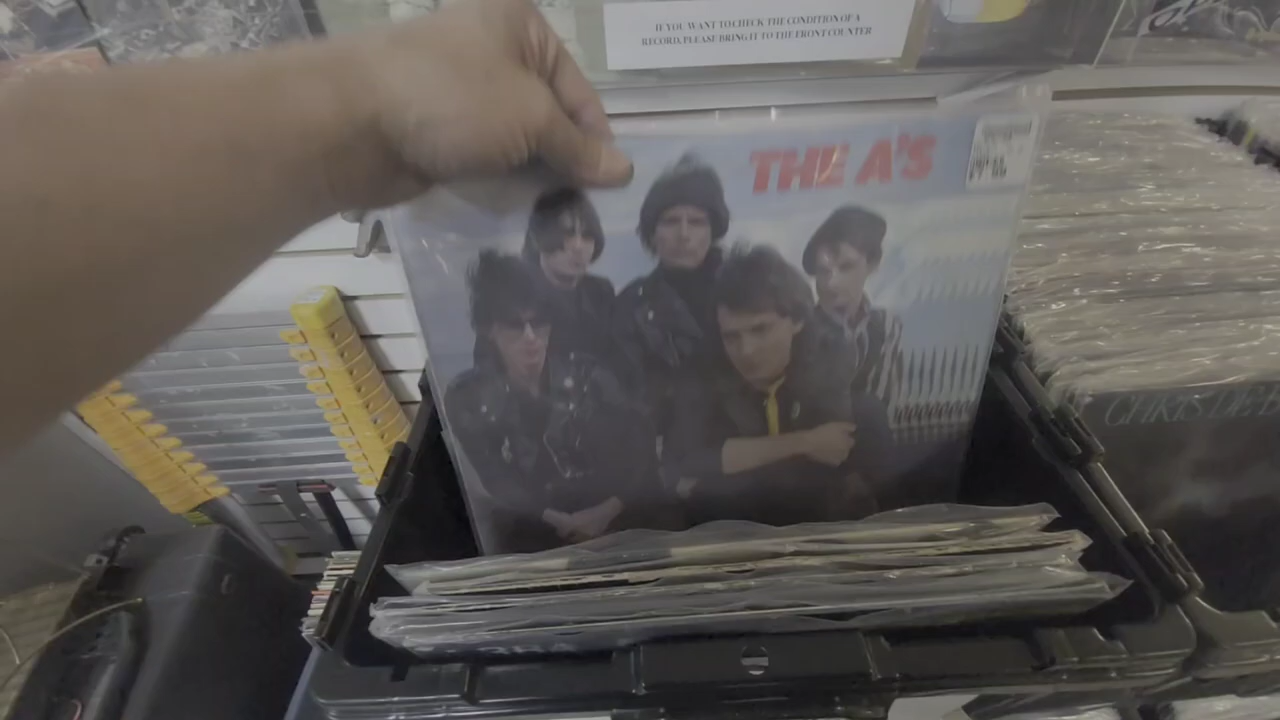 IF YOU WANT TO CHECK THE CONDITION OF A
RECORD, PLEASE BRING IT TO THE FRONT COUNTER
THE A'S
CHRIS DE B